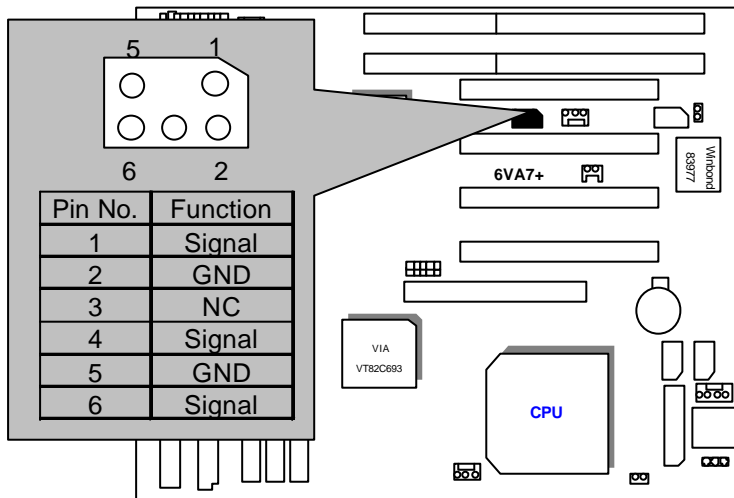 5 1
6 2
Pin No. Function
1 Signal
2 GND
3 NC
4 Signal
5 GND
6 Signal
6VA7+
Winbond
83977
VIA
VT82C693
CPU